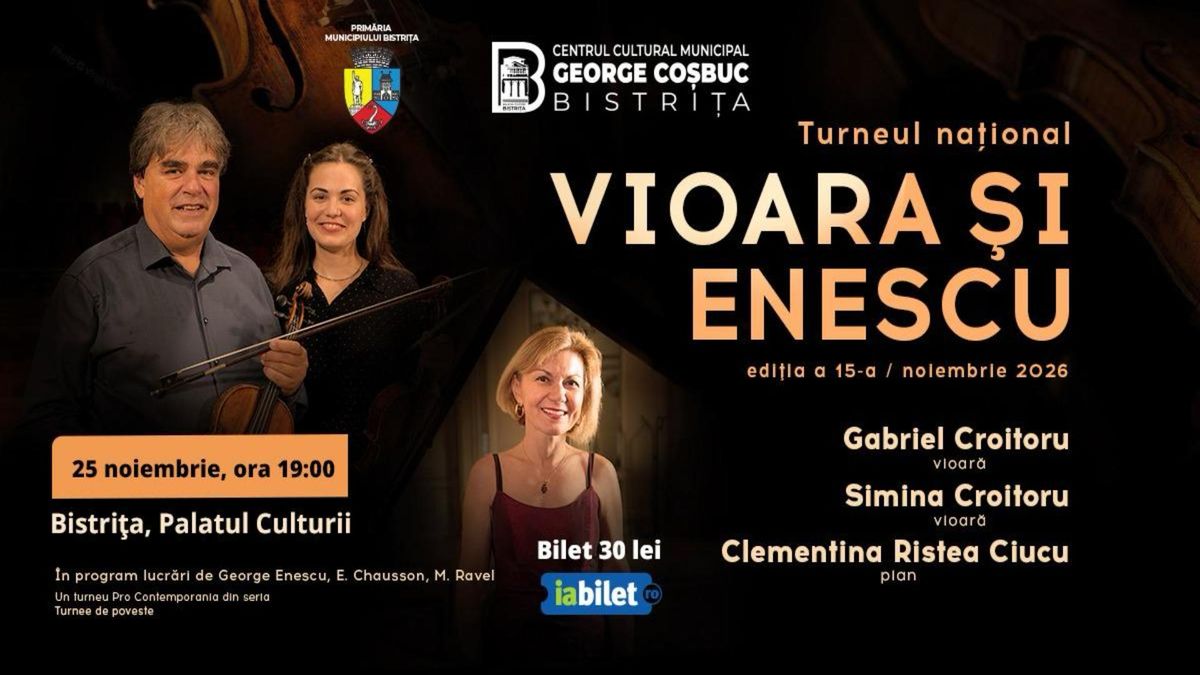 PRIMĂRIA
MUNICIPIULUI BISTRIȚA
CENTRUL CULTURAL MUNICIPAL
GEORGE COȘBUC
BISTRIȚA
BISTRIȚA
Turneul național
VIOARA ȘI
ENESCU
ediția a 15-a / noiembrie 2026
Gabriel Croitoru
vioară
Simina Croitoru
vioară
Clementina Ristea Ciucu
pian
25 noiembrie, ora 19:00
Bistriţa, Palatul Culturii
În program lucrări de George Enescu, E. Chausson, M. Ravel
Un turneu Pro Contemporania din seria
Turnee de poveste
Bilet 30 lei
iabilet.ro